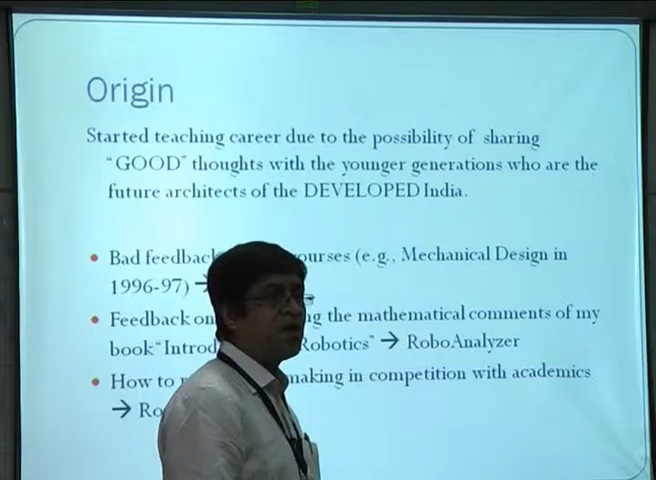 Origin
Started teaching career due to the possibility of sharing
"GOOD" thoughts with the younger generations who are the
future architects of the DEVELOPED India.
• Bad feedback ourses (e.g., Mechanical Design in
1996-97) →
• Feedback on the mathematical comments of my
book "Introd Robotics" → RoboAnalyzer
• How to making in competition with academics
→ Ro